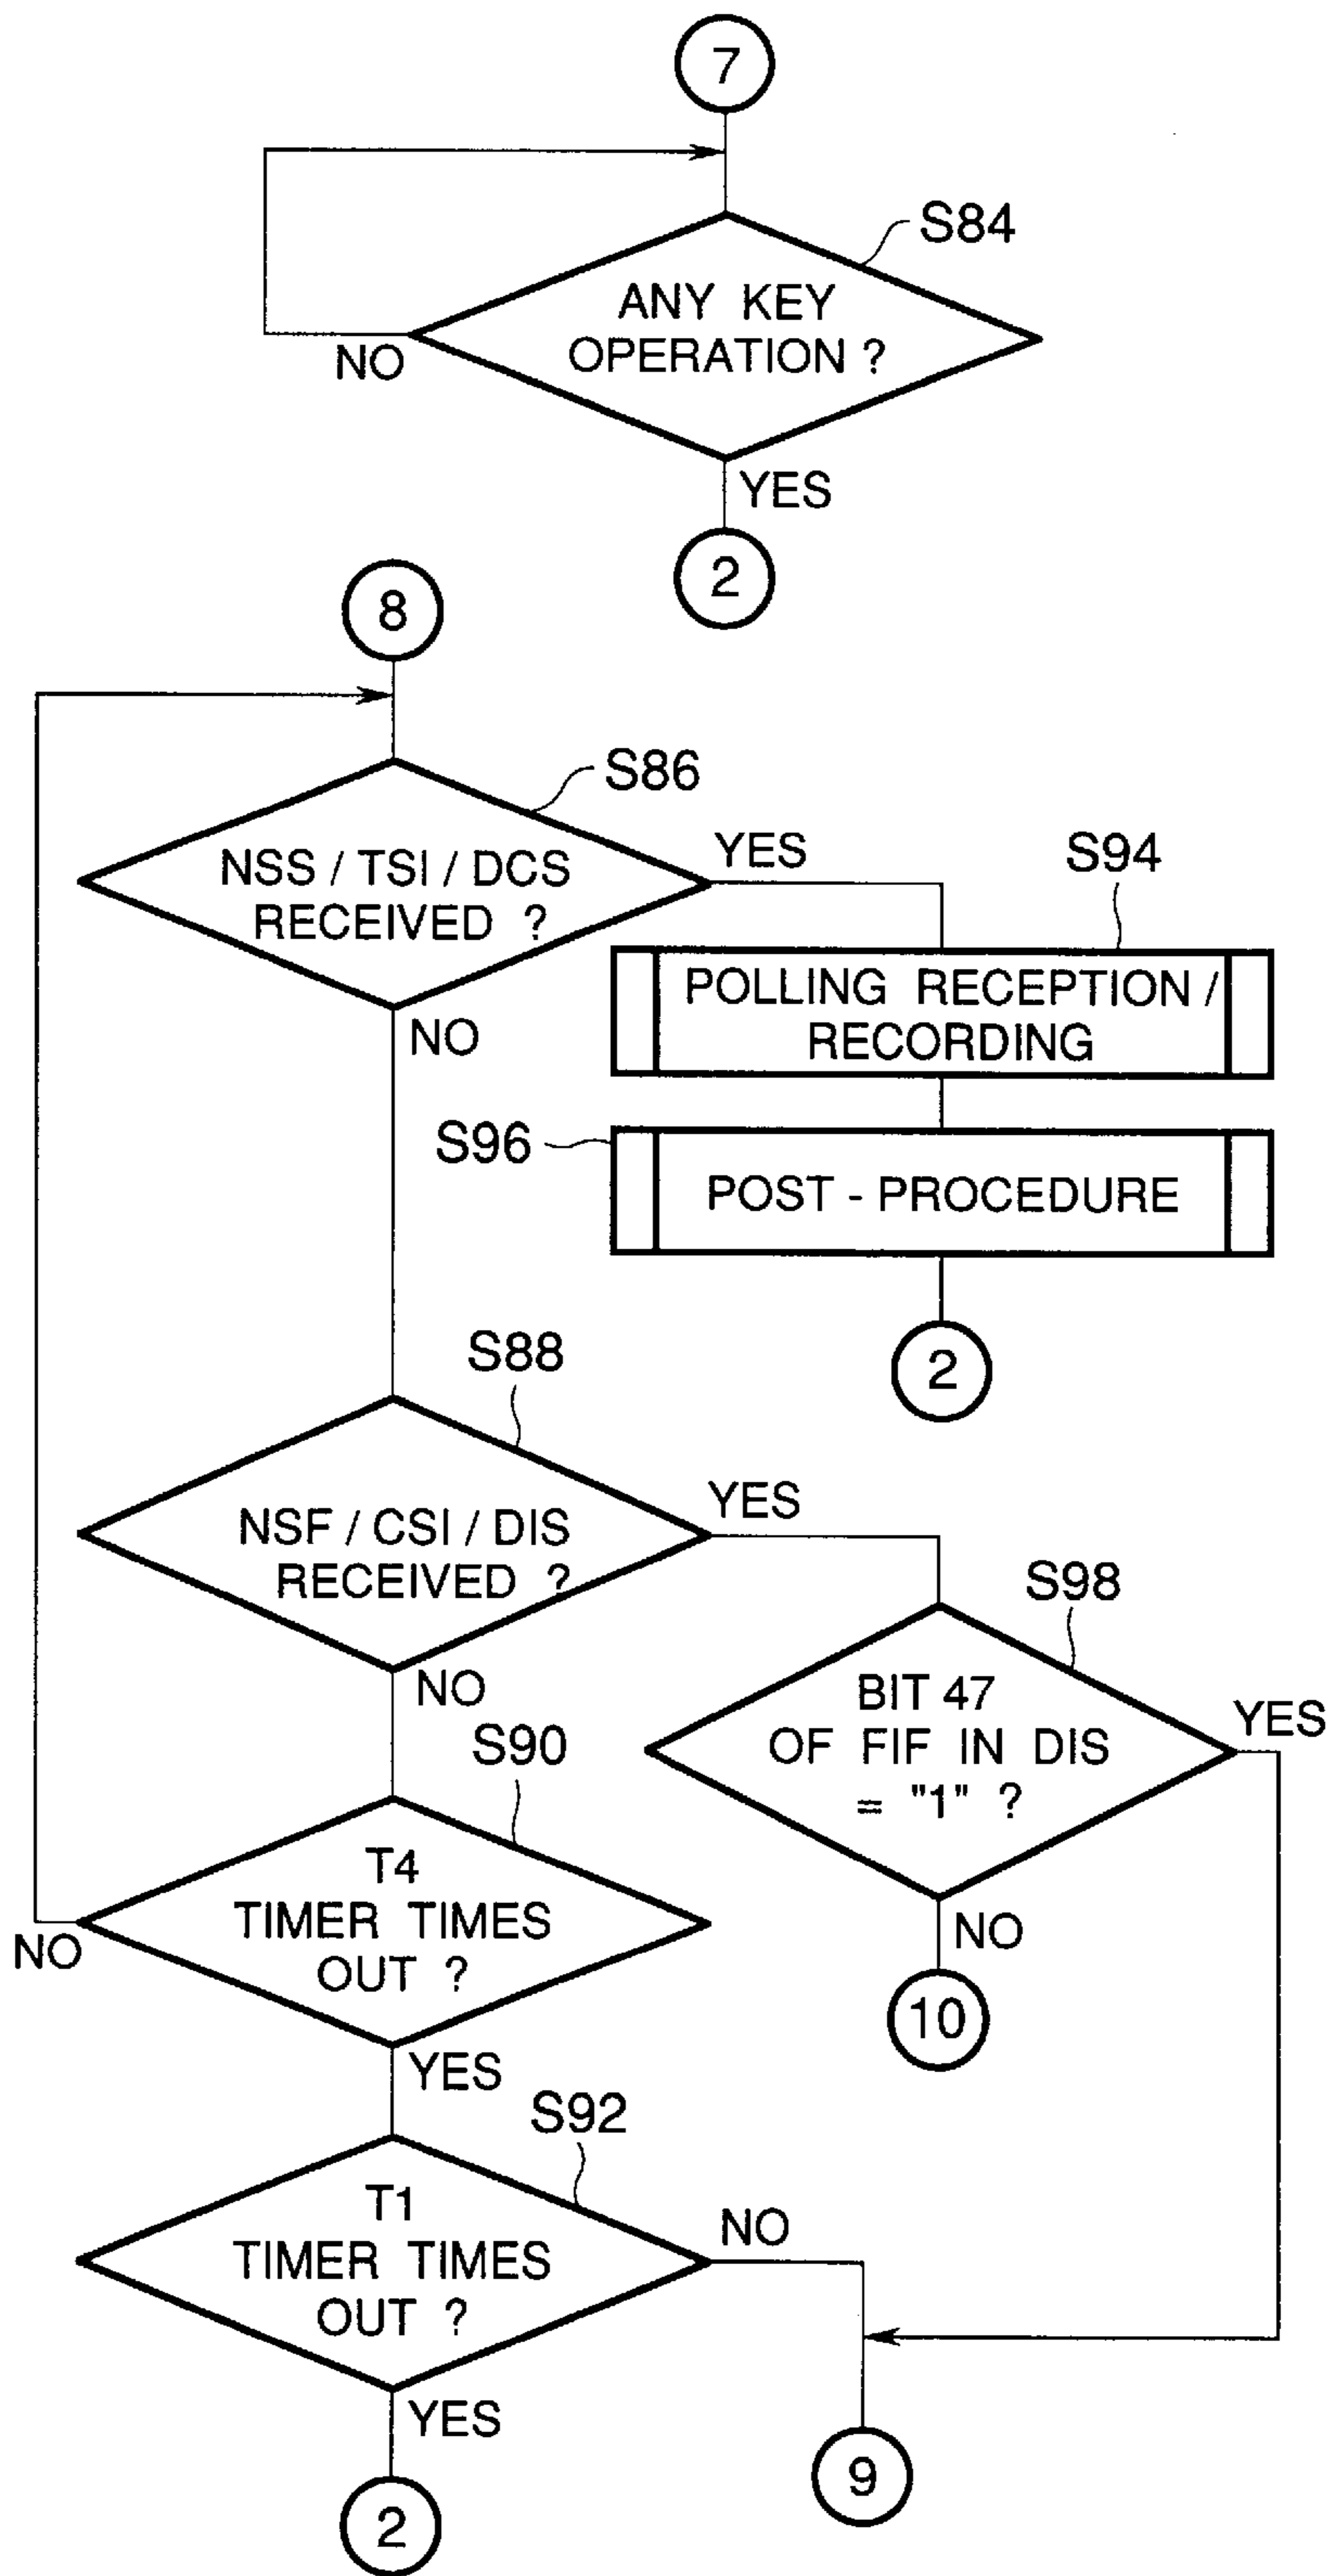 7
S84
ANY KEY
OPERATION ?
NO
YES
2
8
S86
NSS / TSI / DCS
RECEIVED ?
YES
NO
S94
POLLING RECEPTION /
RECORDING
S96
POST - PROCEDURE
2
S88
NSF / CSI / DIS
RECEIVED ?
YES
NO
S98
BIT 47
OF FIF IN DIS
= "1" ?
YES
NO
10
S90
T4
TIMER TIMES
OUT ?
NO
YES
S92
T1
TIMER TIMES
OUT ?
NO
YES
9
2